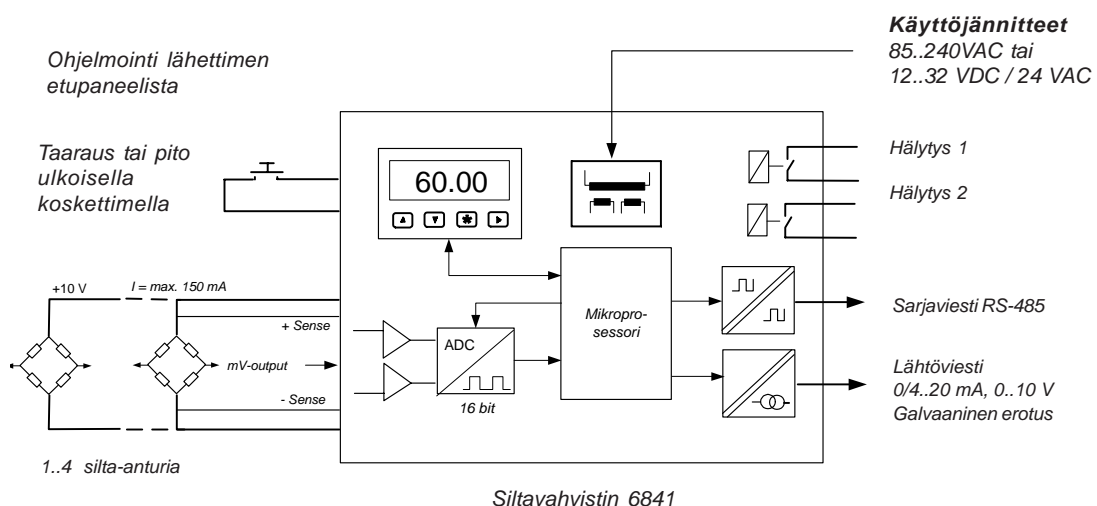 Käyttöjännitteet
85..240VAC tai
12..32 VDC / 24 VAC
Ohjelmointi lähettimen
etupaneelista
Taaraus tai pito
ulkoisella
koskettimella
60.00
Hälytys 1
Hälytys 2
+10 V
I = max. 150 mA
+ Sense
mV-output
- Sense
ADC
16 bit
Mikropro-
sessori
Sarjaviesti RS-485
Lähtöviesti
0/4..20 mA, 0..10 V
Galvaaninen erotus
1..4 silta-anturia
Siltavahvistin 6841